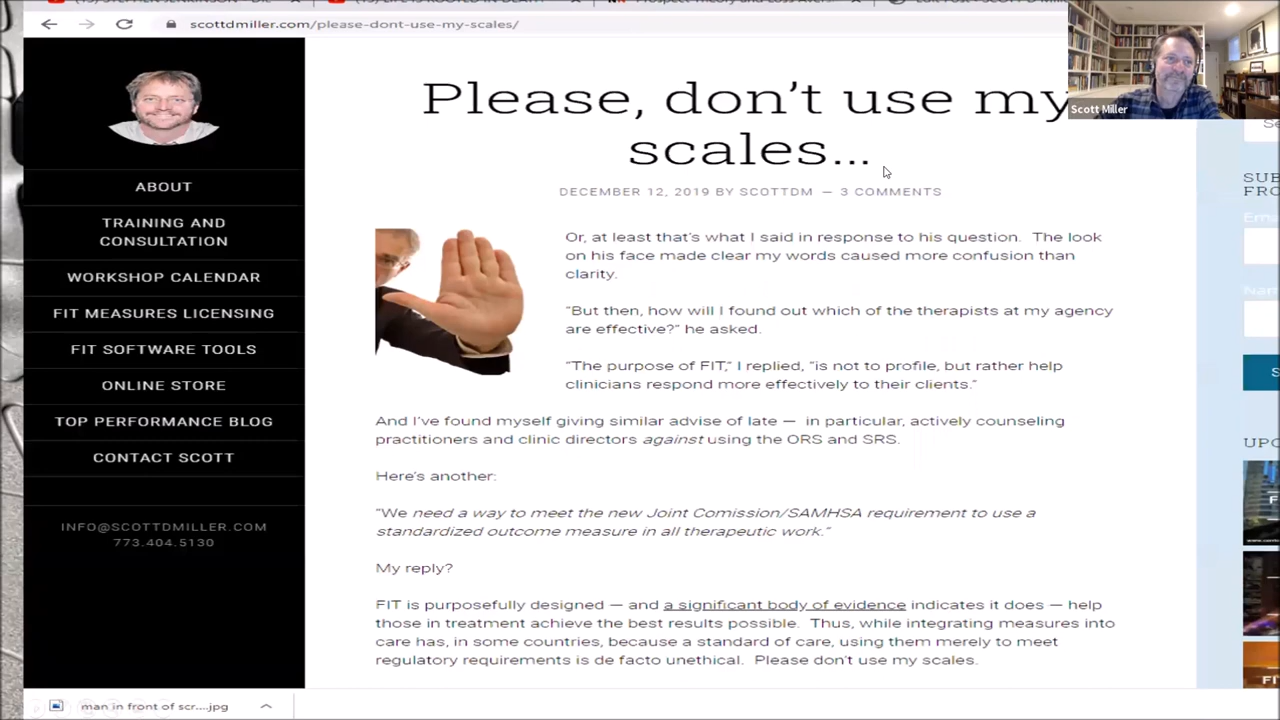 scottdmiller.com/please-dont-use-my-scales/
Scott Miller
ABOUT
TRAINING AND
CONSULTATION
WORKSHOP CALENDAR
FIT MEASURES LICENSING
FIT SOFTWARE TOOLS
ONLINE STORE
TOP PERFORMANCE BLOG
CONTACT SCOTT
INFO@SCOTTDMILLER.COM
773.404.5130
Please, don't use my
scales...
DECEMBER 12, 2019 BY SCOTTDM — 3 COMMENTS
Or, at least that's what I said in response to his question. The look
on his face made clear my words caused more confusion than
clarity.
"But then, how will I found out which of the therapists at my agency
are effective?" he asked.
"The purpose of FIT," I replied, "is not to profile, but rather help
clinicians respond more effectively to their clients."
And I've found myself giving similar advise of late — in particular, actively counseling
practitioners and clinic directors against using the ORS and SRS.
Here's another:
"We need a way to meet the new Joint Comission/SAMHSA requirement to use a
standardized outcome measure in all therapeutic work."
My reply?
FIT is purposefully designed — and a significant body of evidence indicates it does — help
those in treatment achieve the best results possible. Thus, while integrating measures into
care has, in some countries, because a standard of care, using them merely to meet
regulatory requirements is de facto unethical. Please don't use my scales.
SUB
FRO
Ema
Nam
S
UPC
man in front of scr....jpg